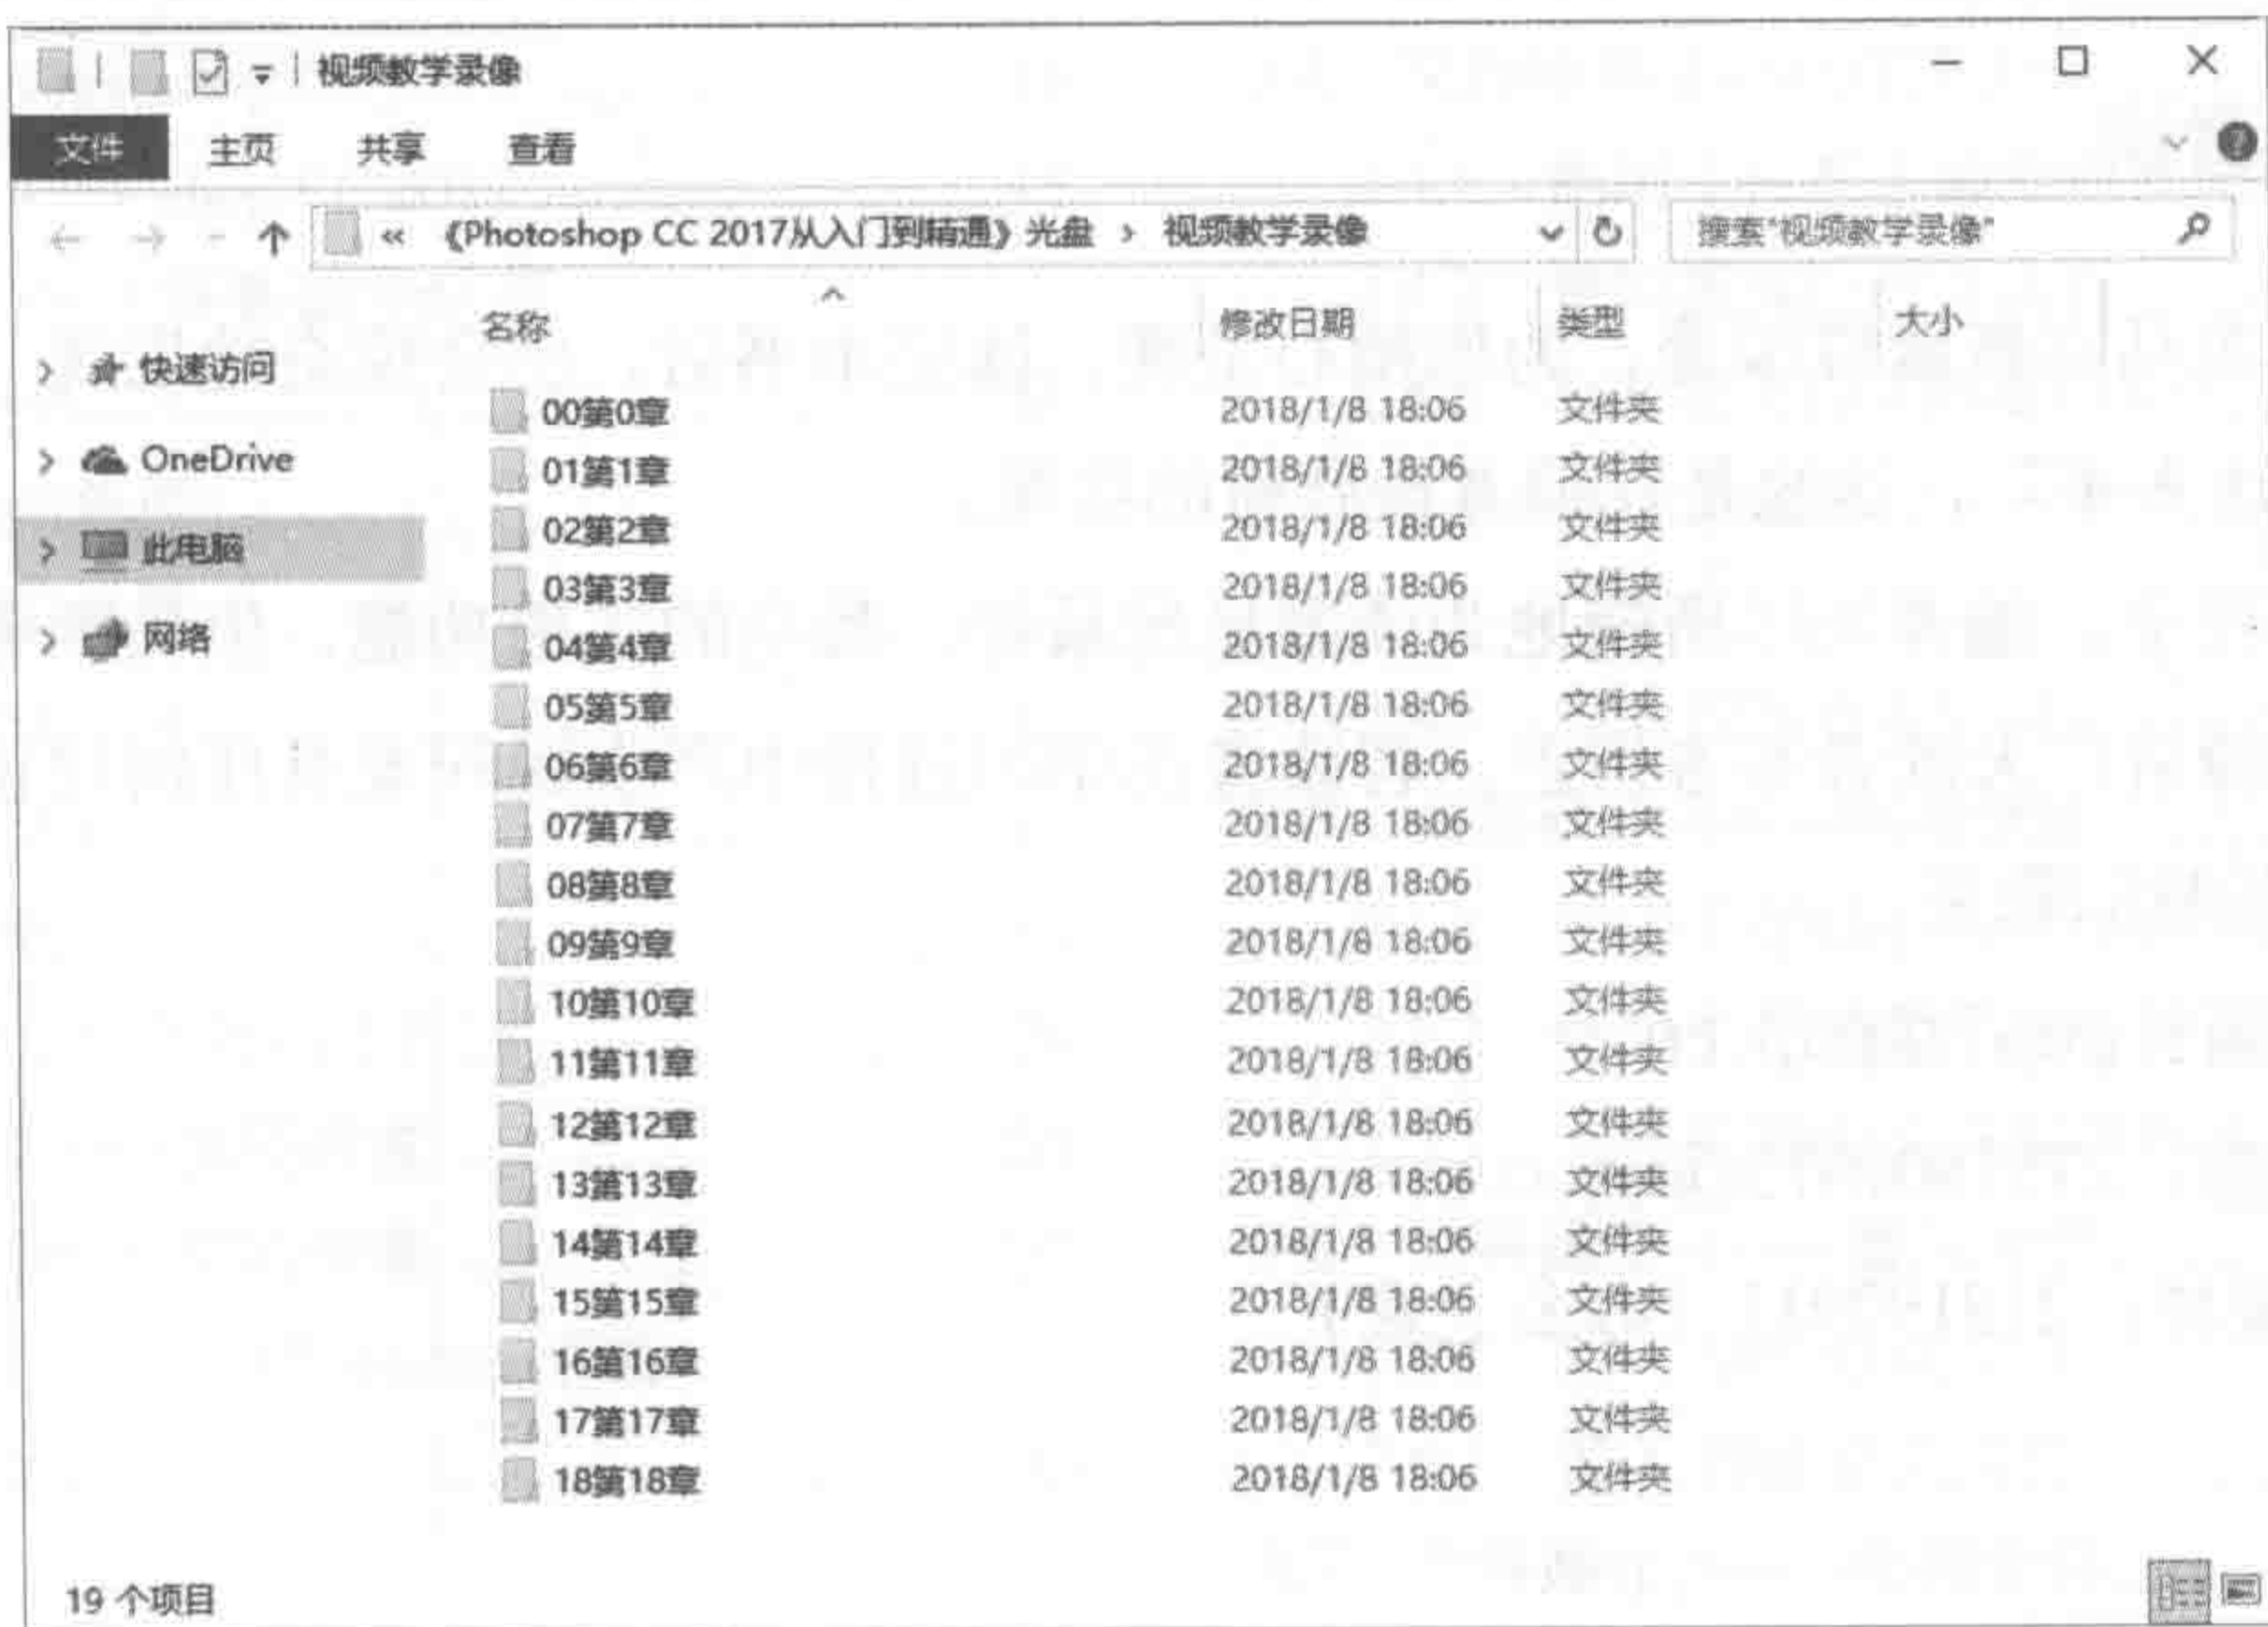 视频教学录像
文件 主页 共享 查看
« 《Photoshop CC 2017从入门到精通》光盘 › 视频教学录像 搜索"视频教学录像"
名称 修改日期 类型 大小
快速访问
OneDrive
此电脑
网络
00第0章 2018/1/8 18:06 文件夹
01第1章 2018/1/8 18:06 文件夹
02第2章 2018/1/8 18:06 文件夹
03第3章 2018/1/8 18:06 文件夹
04第4章 2018/1/8 18:06 文件夹
05第5章 2018/1/8 18:06 文件夹
06第6章 2018/1/8 18:06 文件夹
07第7章 2018/1/8 18:06 文件夹
08第8章 2018/1/8 18:06 文件夹
09第9章 2018/1/8 18:06 文件夹
10第10章 2018/1/8 18:06 文件夹
11第11章 2018/1/8 18:06 文件夹
12第12章 2018/1/8 18:06 文件夹
13第13章 2018/1/8 18:06 文件夹
14第14章 2018/1/8 18:06 文件夹
15第15章 2018/1/8 18:06 文件夹
16第16章 2018/1/8 18:06 文件夹
17第17章 2018/1/8 18:06 文件夹
18第18章 2018/1/8 18:06 文件夹
19 个项目